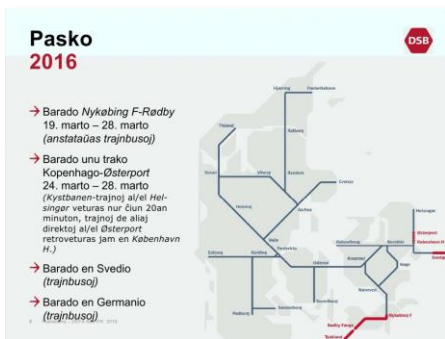 Pasko
2016
DSB
→ Barado Nykøbing F-Rødby
19. marto – 28. marto
(anstataŭas trajnbusoj)
→ Barado unu trako
Kopenhago-Østerport
24. marto – 28. marto
(Kystbanen-trajnoj al/el Hel-
singør veturas nur ĉiun 20an
minuton, trajnoj de aliaj
direktoj al/el Østerport
retroveturas jam en København
H.)
→ Barado en Svedio
(trajnbusoj)
→ Barado en Germanio
(trajnbusoj)
Hjørring
Frederikshavn
Aalborg
Thisted
Struer
Viborg
Randers
Grenaa
Aarhus
Herning
Vejle
Fredericia
Esbjerg
Kolding
Odense
Svendborg
Sønderborg
Padborg
Kalundborg
Roskilde
Ringsted
Køge
Næstved
Helsingør
Østerport
København H
Nykøbing F
Rødby Færge
Tyskland